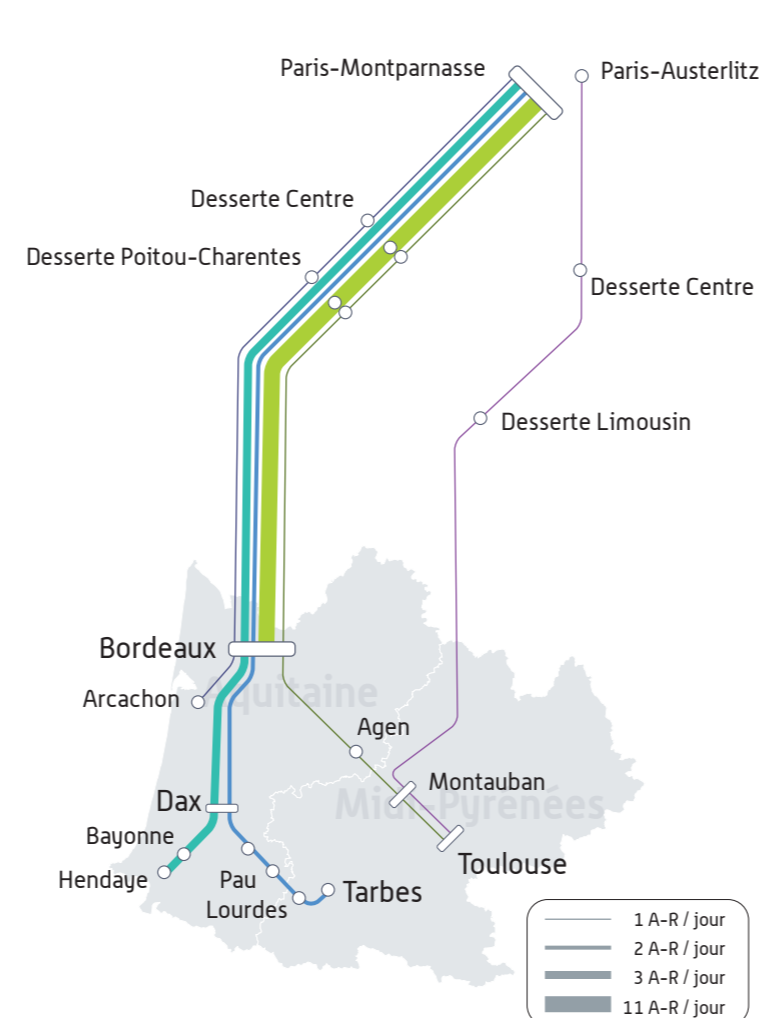 Paris-Montparnasse
Paris-Austerlitz
Desserte Centre
Desserte Poitou-Charentes
Desserte Centre
Desserte Limousin
Bordeaux
Aquitaine
Arcachon
Agen
Montauban
Midi-Pyrenées
Dax
Bayonne
Toulouse
Hendaye
Pau
Tarbes
Lourdes
1 A-R / jour
2 A-R / jour
3 A-R / jour
11 A-R / jour